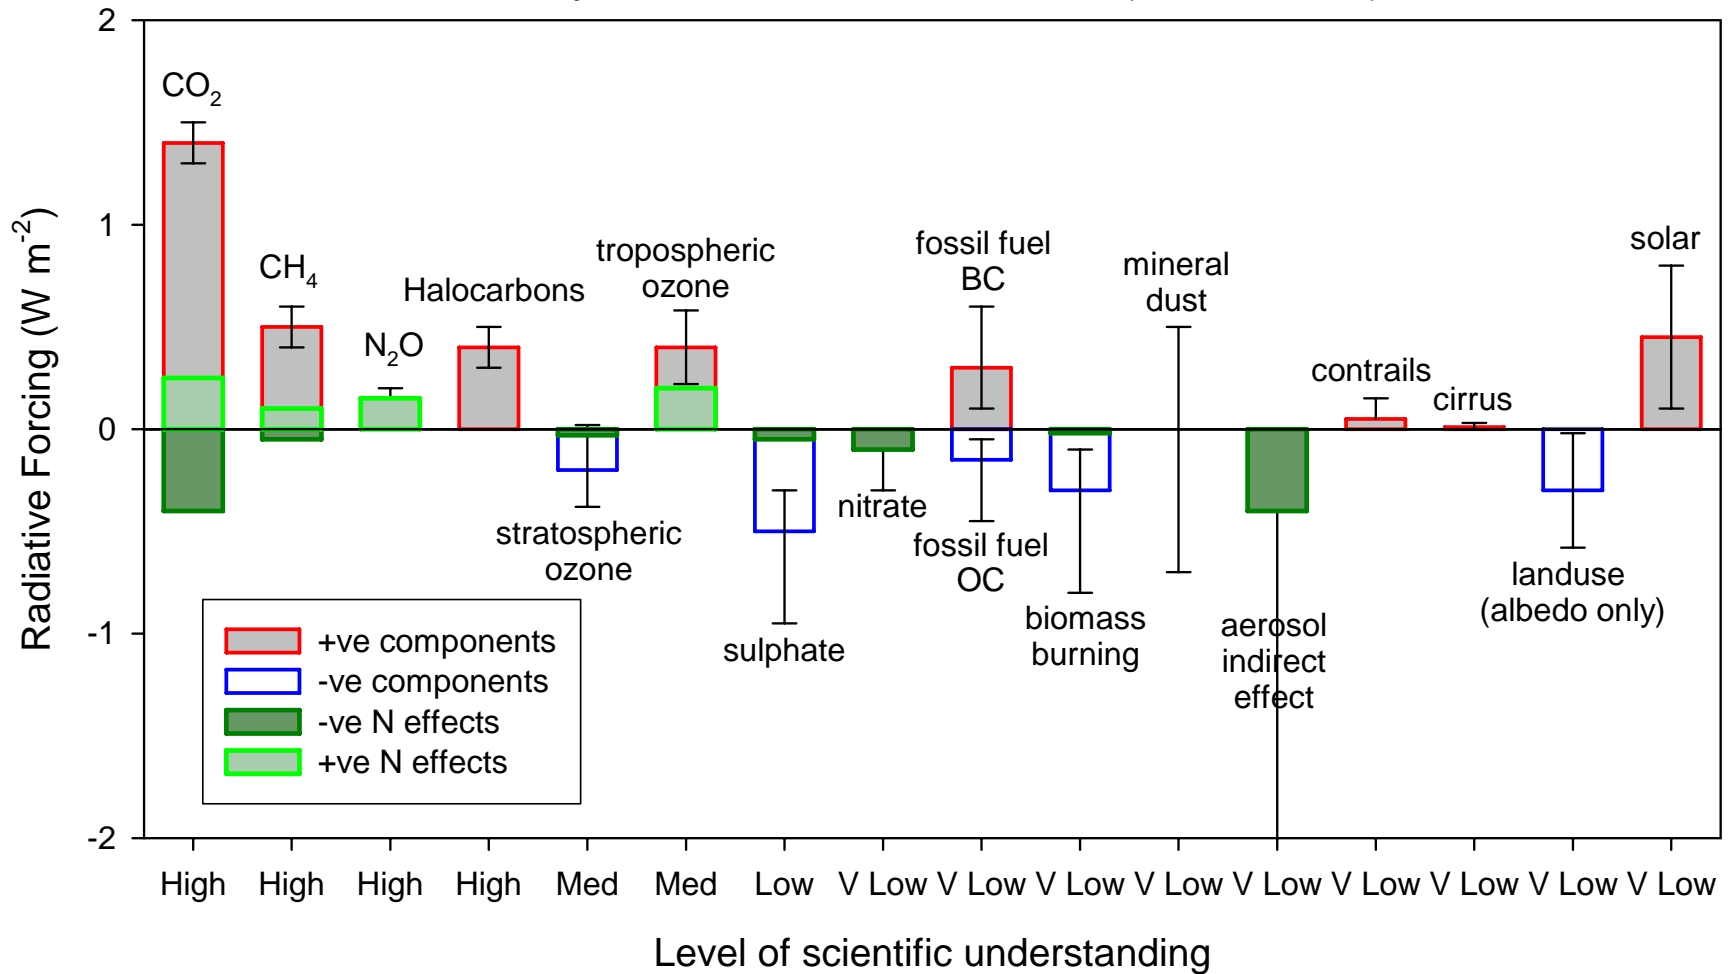 2
CO2
solar
fossil fuel
BC
mineral
dust
tropospheric
ozone
1
CH4
Halocarbons
N2O
contrails
cirrus
Radiative Forcing (W m-2)
0
nitrate
stratospheric
ozone
fossil fuel
OC
landuse
(albedo only)
biomass
burning
aerosol
indirect
effect
sulphate
+ve components
-ve components
-ve N effects
+ve N effects
-1
-2
High High High High Med Med Low V Low V Low V Low V Low V Low V Low V Low V Low V Low
Level of scientific understanding